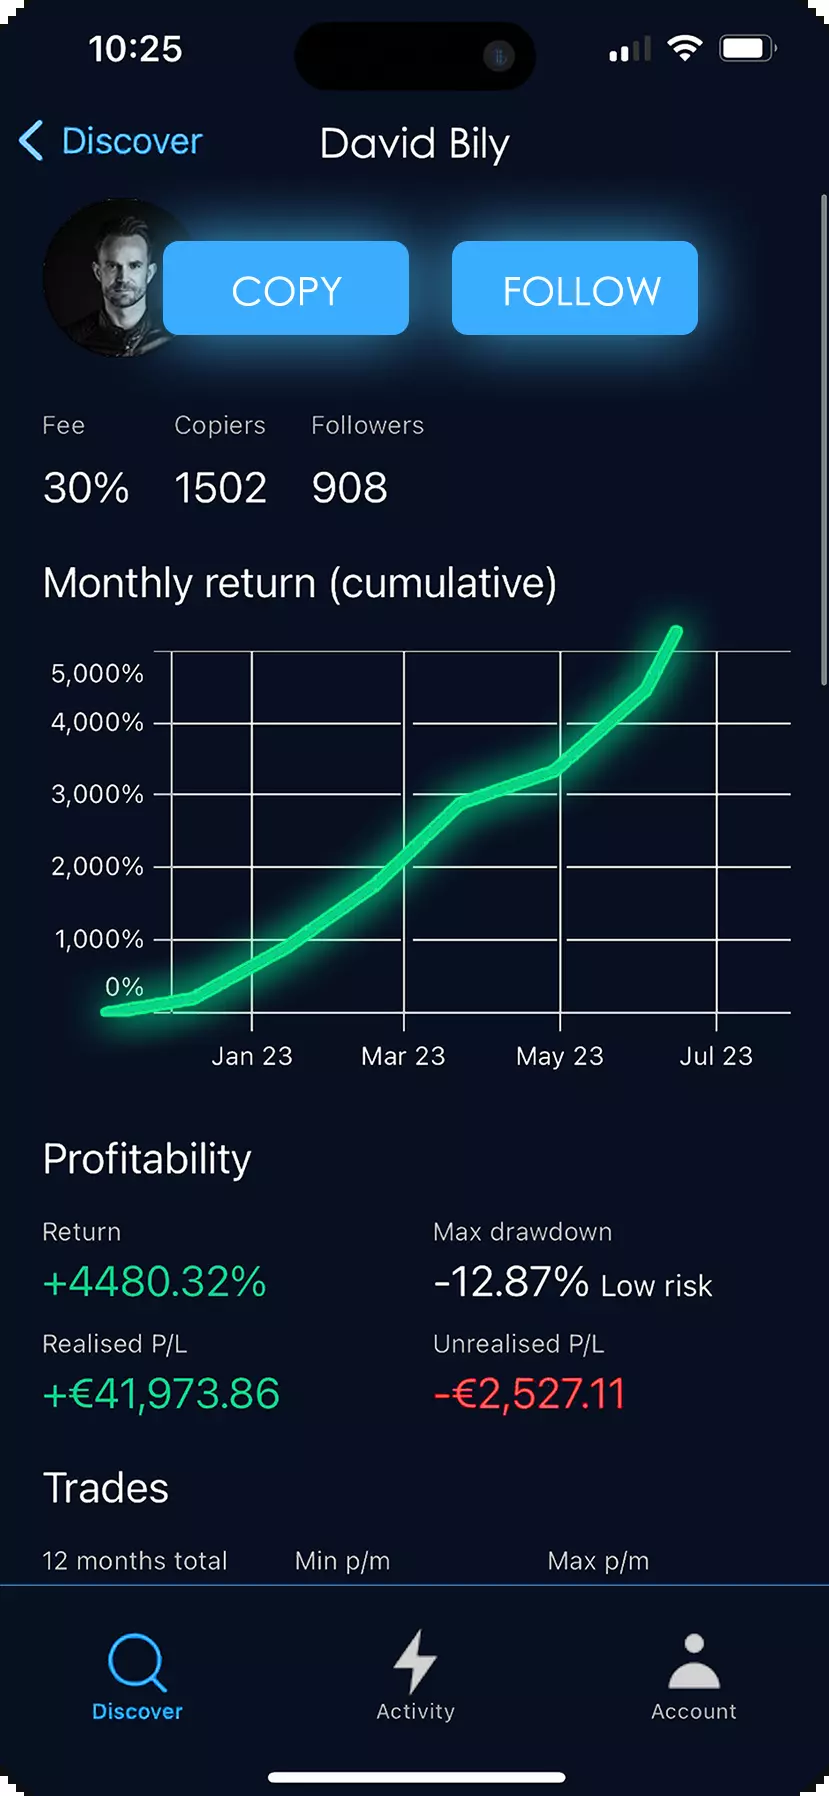 10:25
Discover
David Bily
COPY
FOLLOW
Fee Copiers Followers
30% 1502 908
Monthly return (cumulative)
5,000%
4,000%
3,000%
2,000%
1,000%
0%
Jan 23 Mar 23 May 23 Jul 23
Profitability
Return Max drawdown
+4480.32% -12.87% Low risk
Realised P/L Unrealised P/L
+€41,973.86 -€2,527.11
Trades
12 months total Min p/m Max p/m
Discover Activity Account